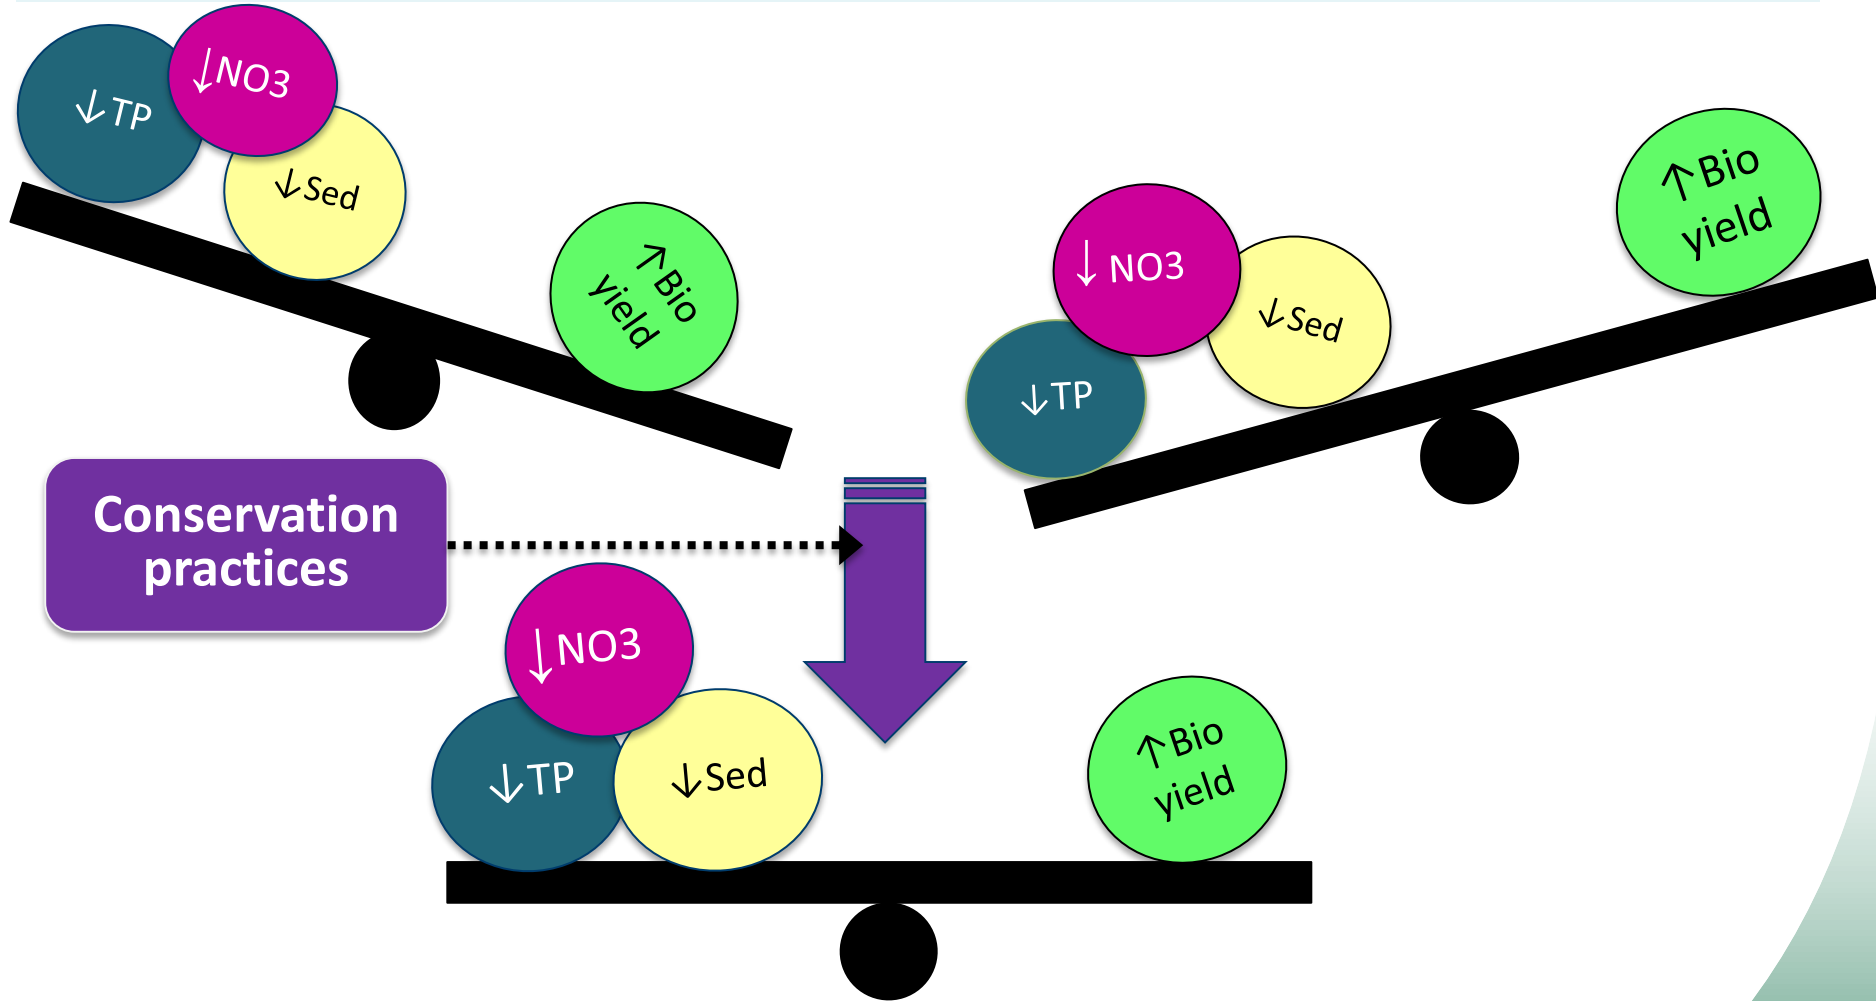 ↓NO3
↓TP
↓Sed
↑Bio
yield
↓NO3
↓Sed
↓TP
↑Bio
yield
Conservation
practices
↓NO3
↓TP
↓Sed
↑Bio
yield